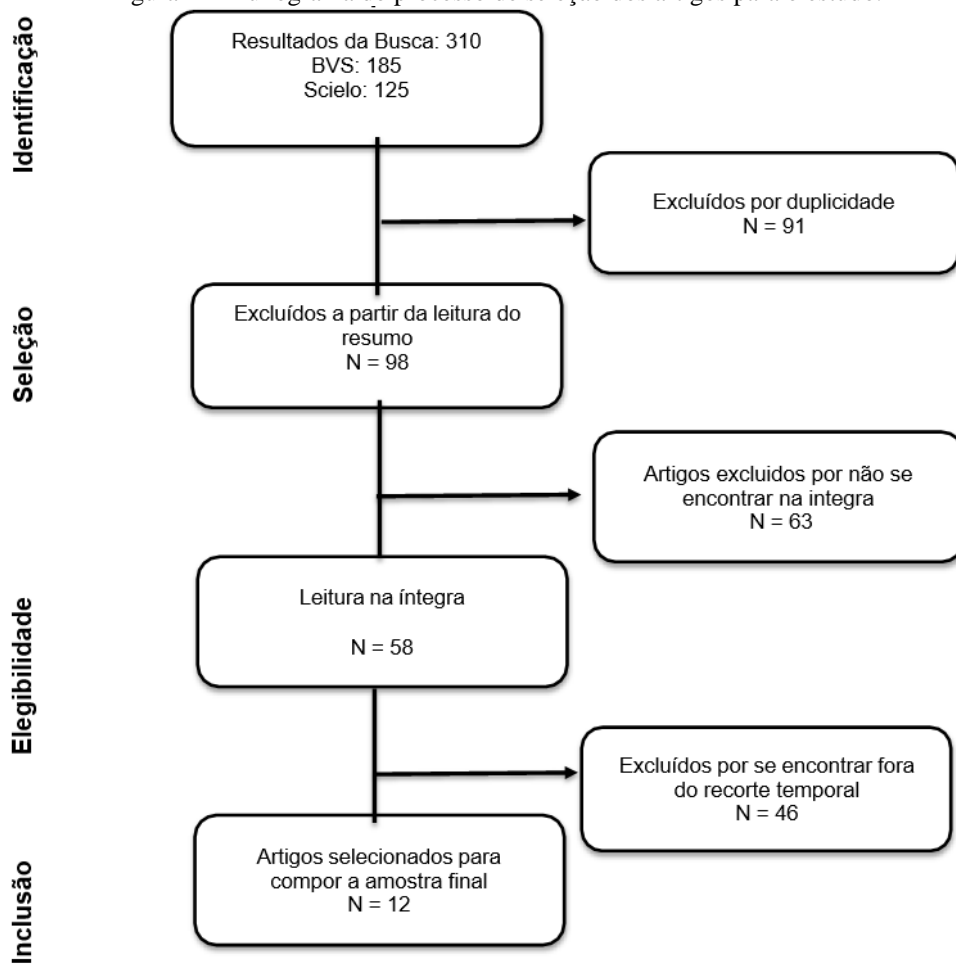 Identificação
Resultados da Busca: 310
BVS: 185
Scielo: 125
Excluídos por duplicidade
N = 91
Seleção
Excluídos a partir da leitura do
resumo
N = 98
Artigos excluidos por não se
encontrar na integra
N = 63
Elegibilidade
Leitura na íntegra
N = 58
Excluídos por se encontrar fora
do recorte temporal
N = 46
Inclusão
Artigos selecionados para
compor a amostra final
N = 12